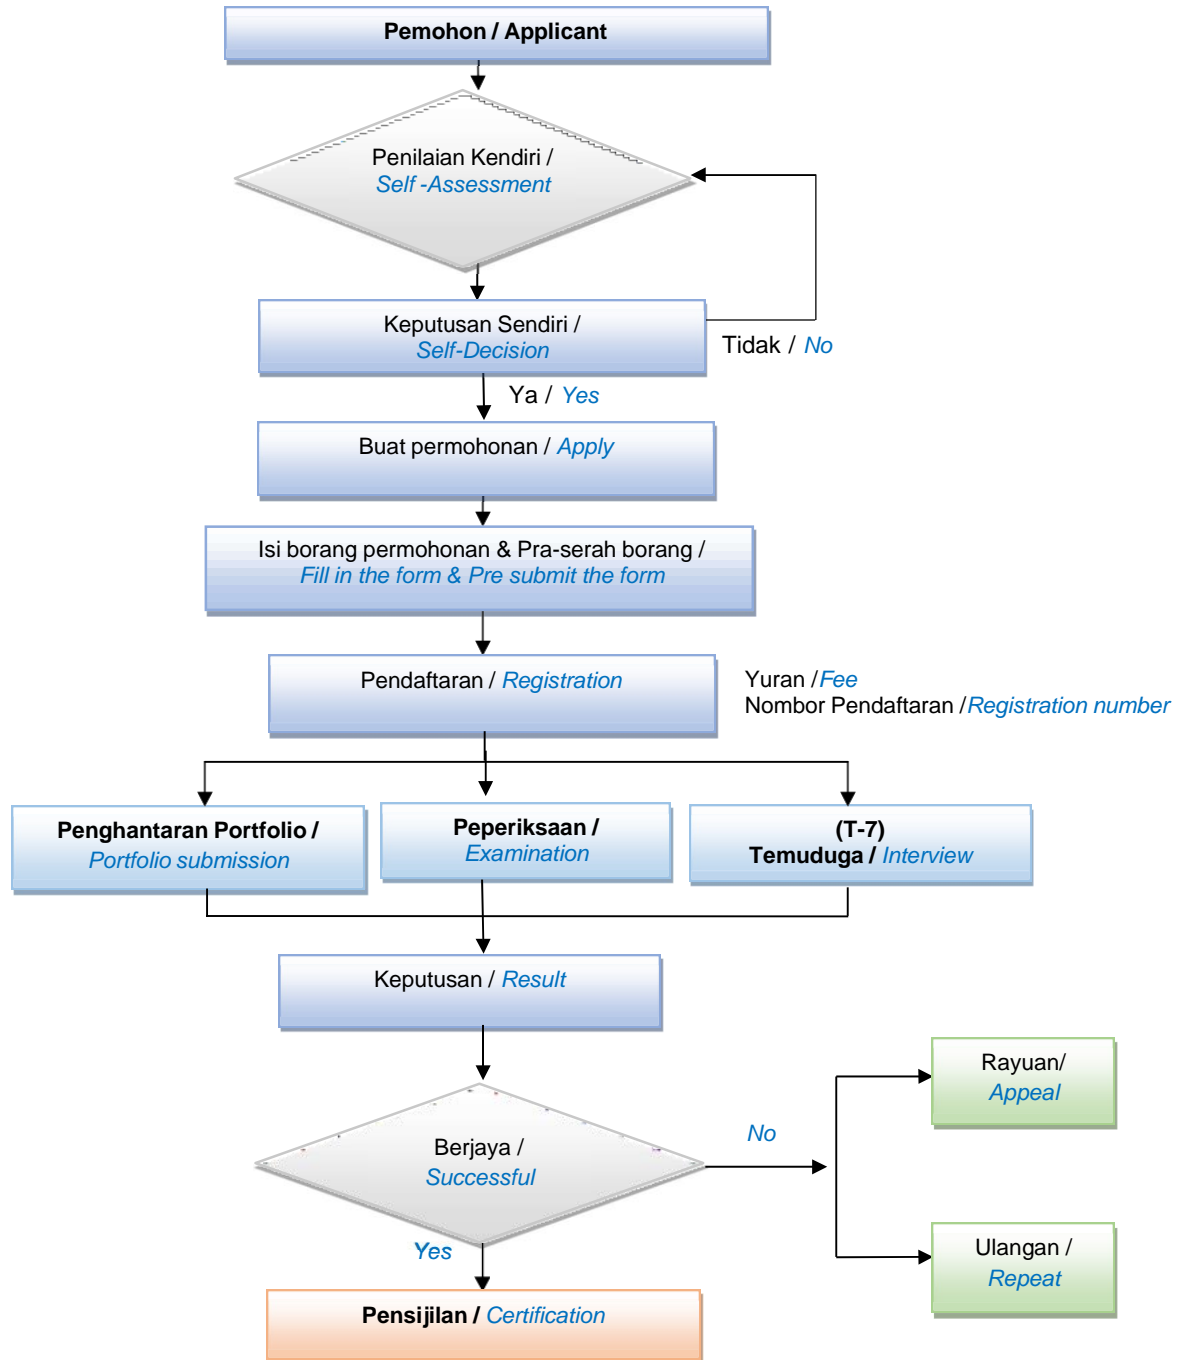 Pemohon / Applicant
Penilaian Kendiri /
Self -Assessment
Keputusan Sendiri /
Self-Decision
Tidak / No
Ya / Yes
Buat permohonan / Apply
Isi borang permohonan & Pra-serah borang /
Fill in the form & Pre submit the form
Pendaftaran / Registration
Yuran /Fee
Nombor Pendaftaran /Registration number
Penghantaran Portfolio /
Portfolio submission
Peperiksaan /
Examination
(T-7)
Temuduga / Interview
Keputusan / Result
Berjaya /
Successful
No
Rayuan/
Appeal
Ulangan /
Repeat
Yes
Pensijilan / Certification